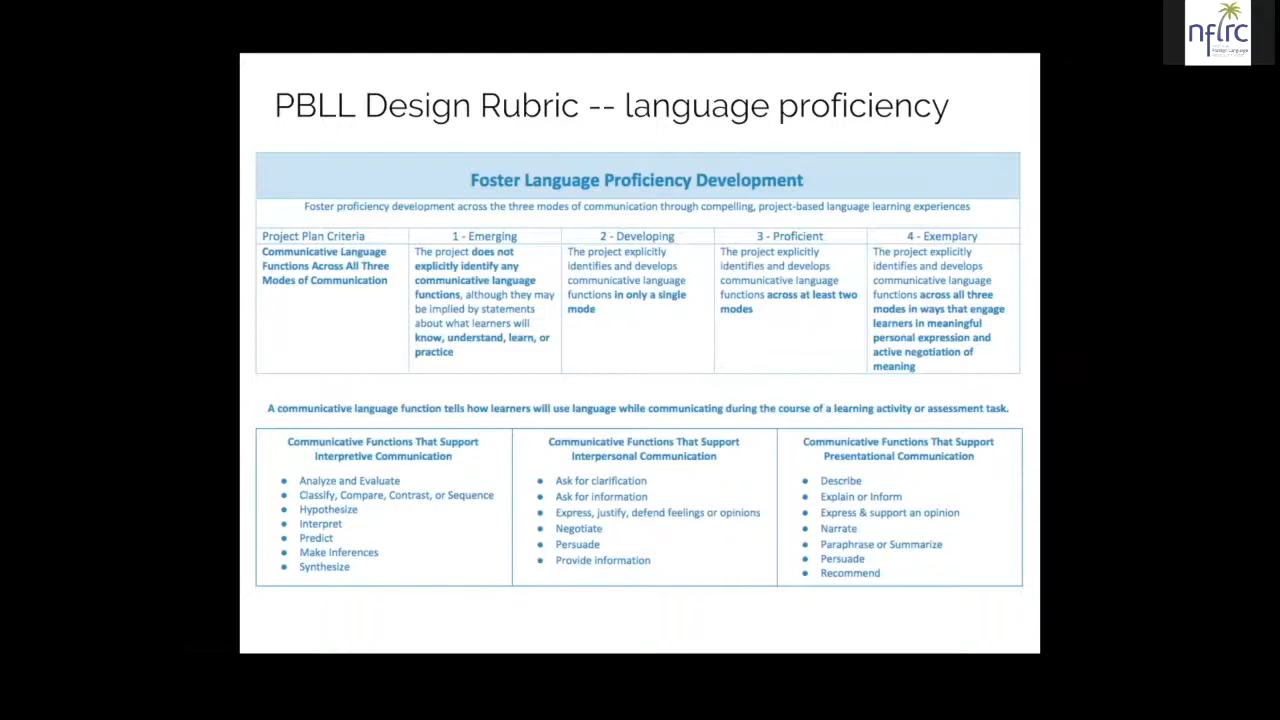 nflrc
Foreign Language
PBLL Design Rubric -- language proficiency
Foster Language Proficiency Development
Foster proficiency development across the three modes of communication through compelling, project-based language learning experiences
Project Plan Criteria
1 - Emerging
2 - Developing
3 - Proficient
4 - Exemplary
Communicative Language
Functions Across All Three
Modes of Communication
The project does not
explicitly identify any
communicative language
functions, although they may
be implied by statements
about what learners will
know, understand, learn, or
practice
The project explicitly
identifies and develops
communicative language
functions in only a single
mode
The project explicitly
identifies and develops
communicative language
functions across at least two
modes
The project explicitly
identifies and develops
communicative language
functions across all three
modes in ways that engage
learners in meaningful
personal expression and
active negotiation of
meaning
A communicative language function tells how learners will use language while communicating during the course of a learning activity or assessment task.
Communicative Functions That Support
Interpretive Communication
● Analyze and Evaluate
● Classify, Compare, Contrast, or Sequence
● Hypothesize
● Interpret
● Predict
● Make Inferences
● Synthesize
Communicative Functions That Support
Interpersonal Communication
● Ask for clarification
● Ask for information
● Express, justify, defend feelings or opinions
● Negotiate
● Persuade
● Provide information
Communicative Functions That Support
Presentational Communication
● Describe
● Explain or Inform
● Express & support an opinion
● Narrate
● Paraphrase or Summarize
● Persuade
● Recommend